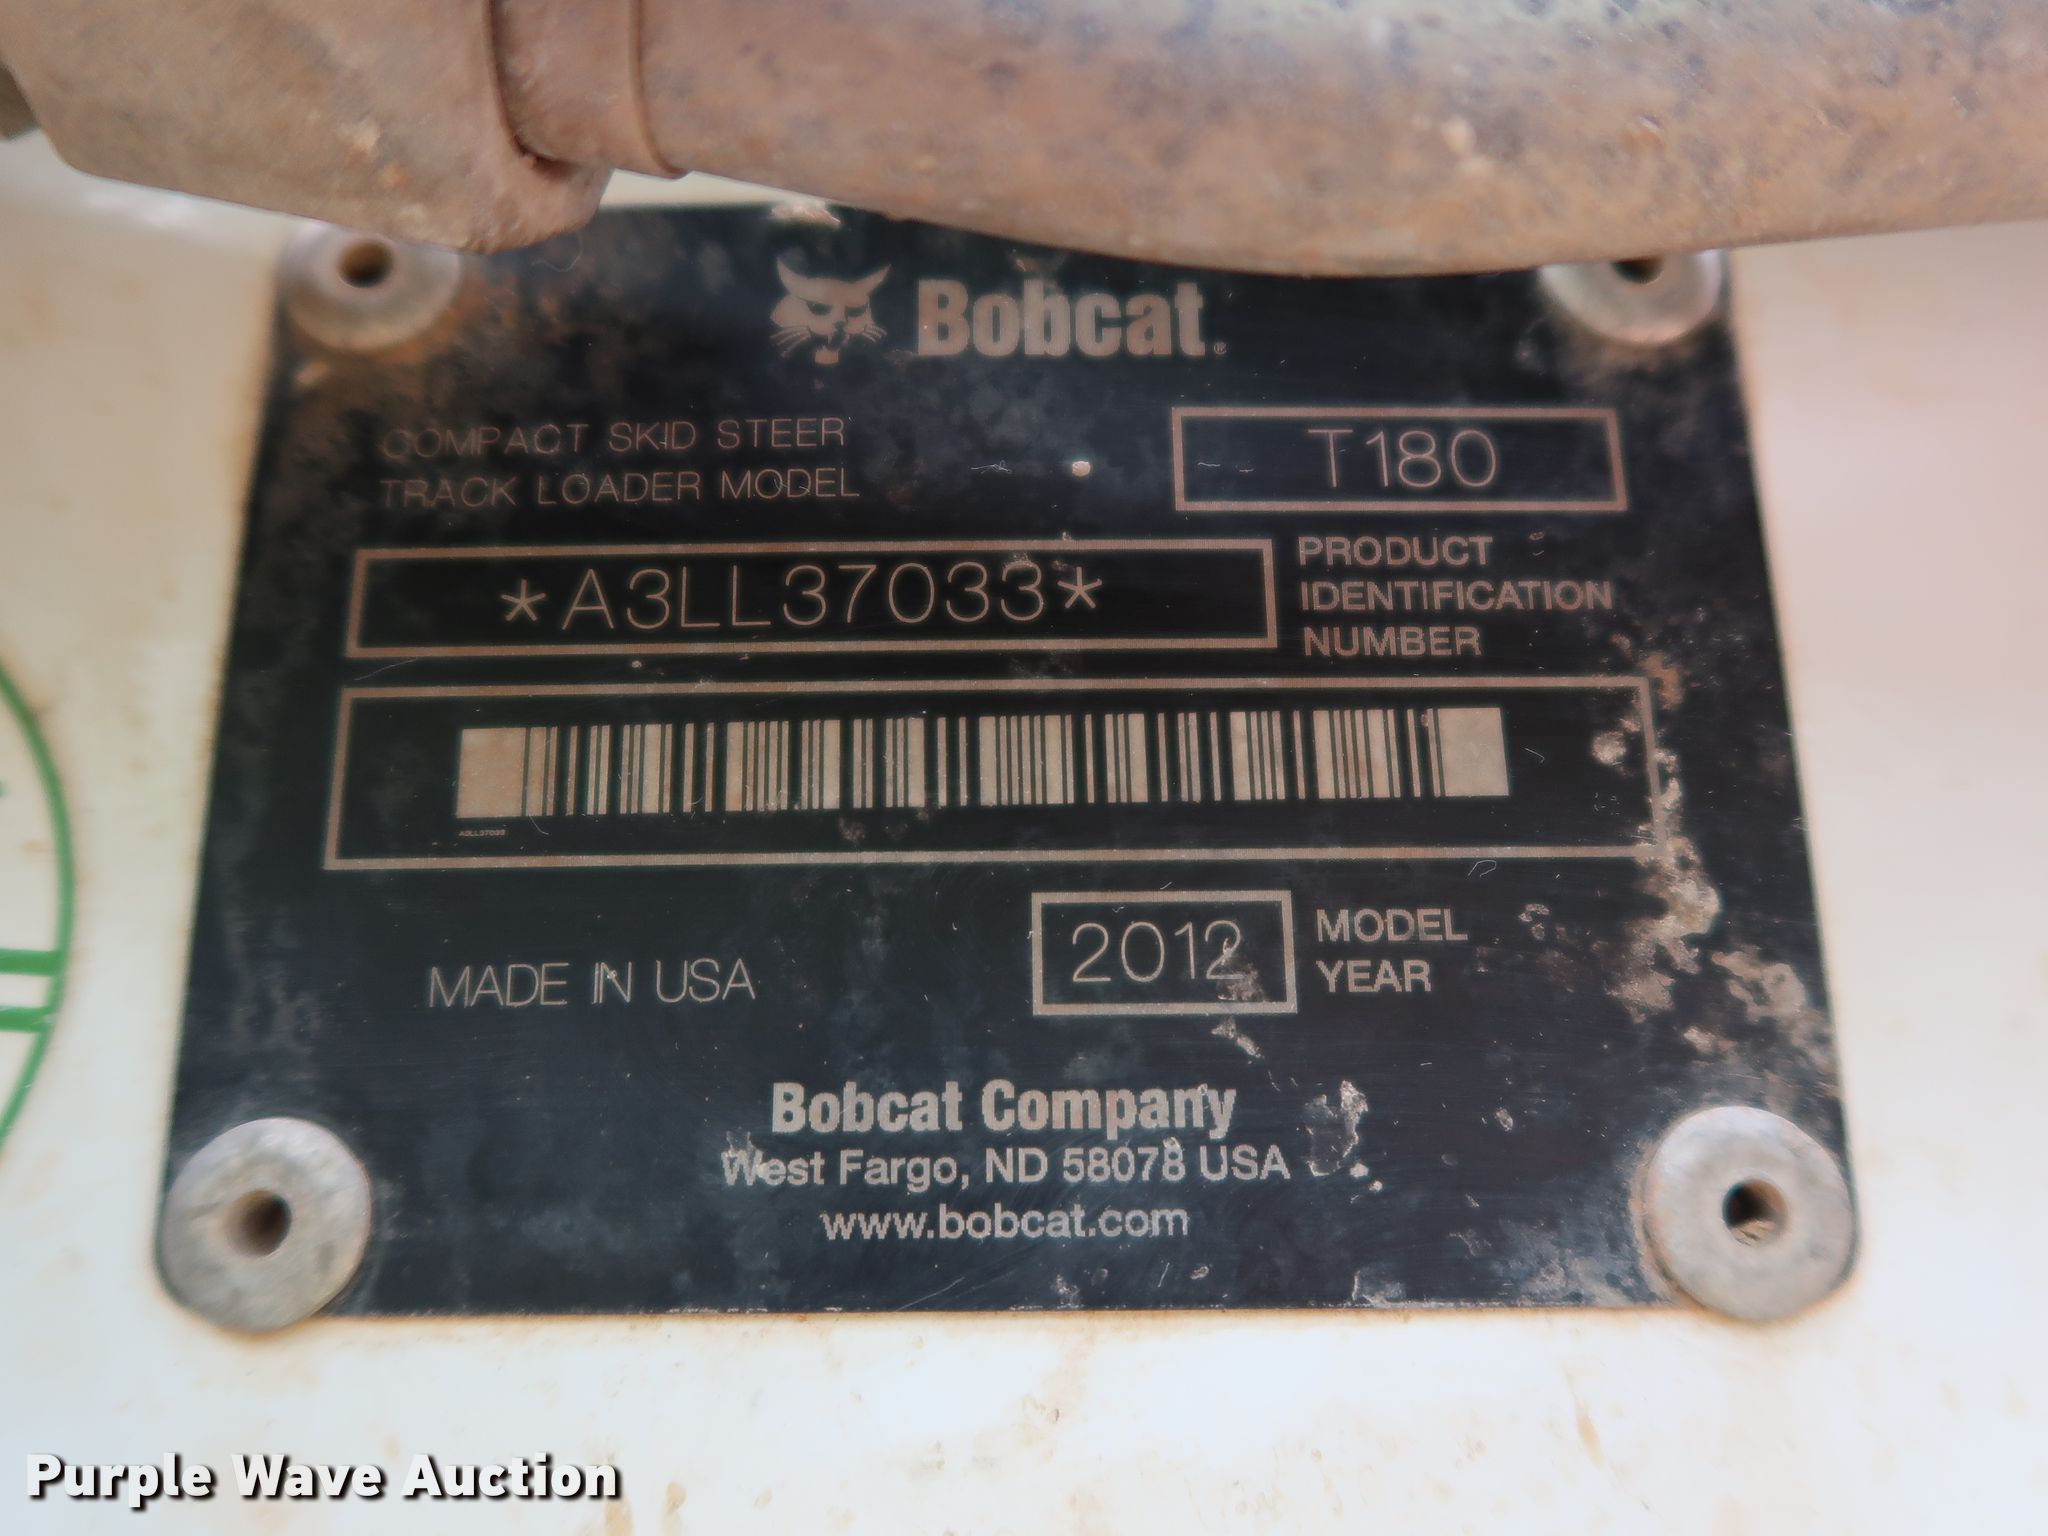 Bobcat®
COMPACT SKID STEER
TRACK LOADER MODEL
T180
*A3LL37033*
PRODUCT
IDENTIFICATION
NUMBER
A3LL37033
MADE IN USA
2012
MODEL
YEAR
Bobcat Company
West Fargo, ND 58078 USA
www.bobcat.com
Purple Wave Auction